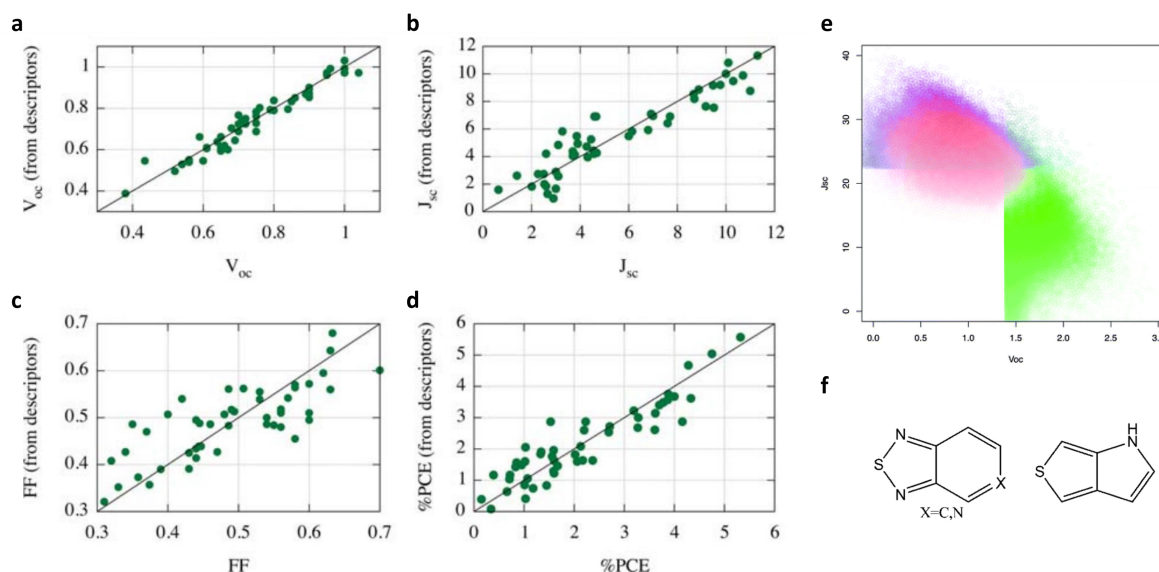 a
V_oc (from descriptors)
1
0.8
0.6
0.4
0.4 0.6 0.8 1
V_oc
b
J_sc (from descriptors)
12
10
8
6
4
2
0
0 2 4 6 8 10 12
J_sc
e
Jsc
40
30
20
10
0
0.0 0.5 1.0 1.5 2.0 2.5 3.0
Voc
c
FF (from descriptors)
0.7
0.6
0.5
0.4
0.3
0.3 0.4 0.5 0.6 0.7
FF
d
%PCE (from descriptors)
6
5
4
3
2
1
0
0 1 2 3 4 5 6
%PCE
f
N
S
N
X
X=C,N
H
N
S